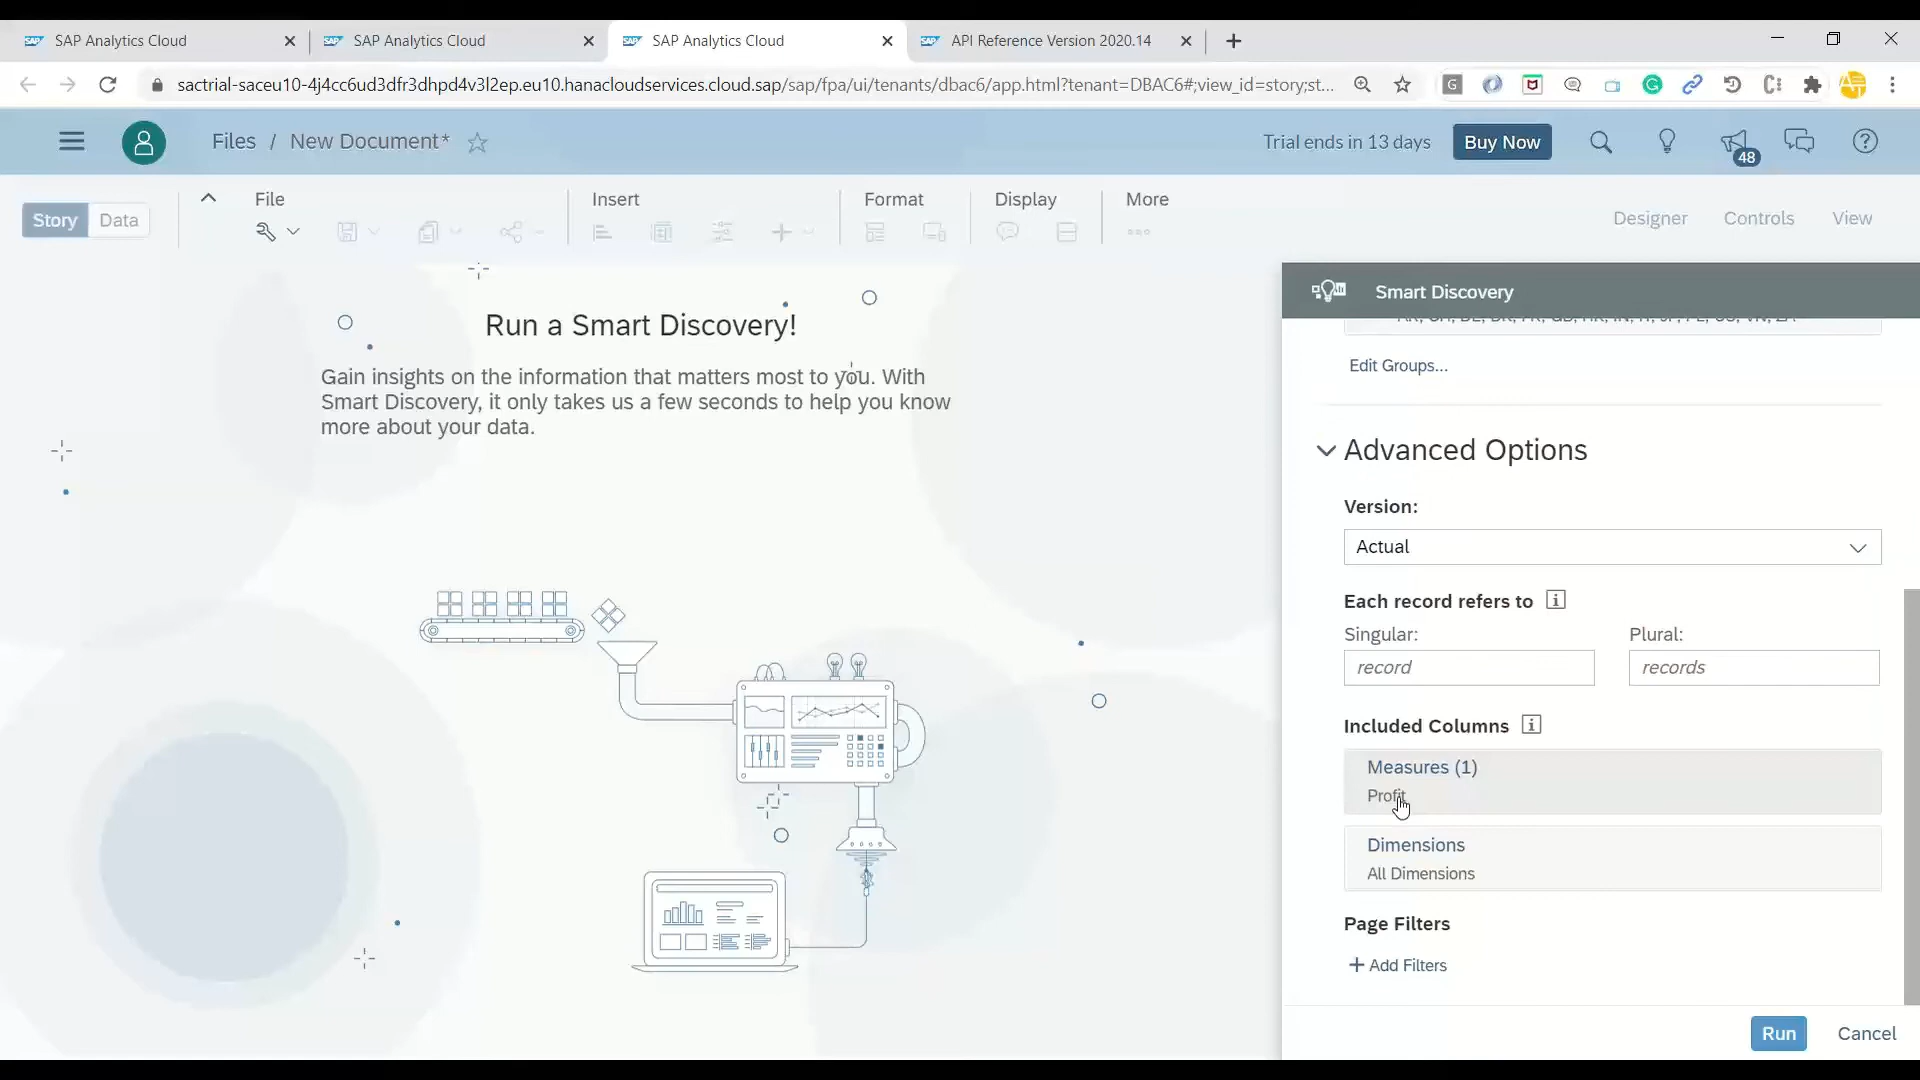 SAP Analytics Cloud
SAP Analytics Cloud
SAP Analytics Cloud
API Reference Version 2020.14
sactrial-saceu10-4j4cc6ud3dfr3dhpd4v3l2ep.eu10.hanacloudservices.cloud.sap/sap/fpa/ui/tenants/dbac6/app.html?tenant=DBAC6#;view_id=story;st...
Files / New Document*
Trial ends in 13 days
Buy Now
48
Story
Data
File
Insert
Format
Display
More
Designer
Controls
View
Run a Smart Discovery!
Gain insights on the information that matters most to you. With
Smart Discovery, it only takes us a few seconds to help you know
more about your data.
Smart Discovery
Edit Groups...
Advanced Options
Version:
Actual
Each record refers to
Singular:
Plural:
record
records
Included Columns
Measures (1)
Profit
Dimensions
All Dimensions
Page Filters
+ Add Filters
Run
Cancel